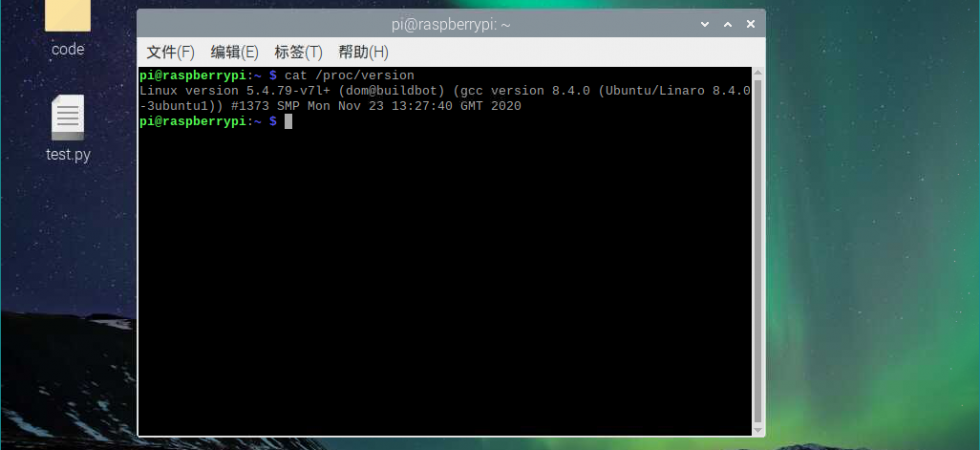 code
test.py
pi@raspberrypi: ~
文件(F) 编辑(E) 标签(T) 帮助(H)
pi@raspberrypi:~ $ cat /proc/version
Linux version 5.4.79-v7l+ (dom@buildbot) (gcc version 8.4.0 (Ubuntu/Linaro 8.4.0
-3ubuntu1)) #1373 SMP Mon Nov 23 13:27:40 GMT 2020
pi@raspberrypi:~ $